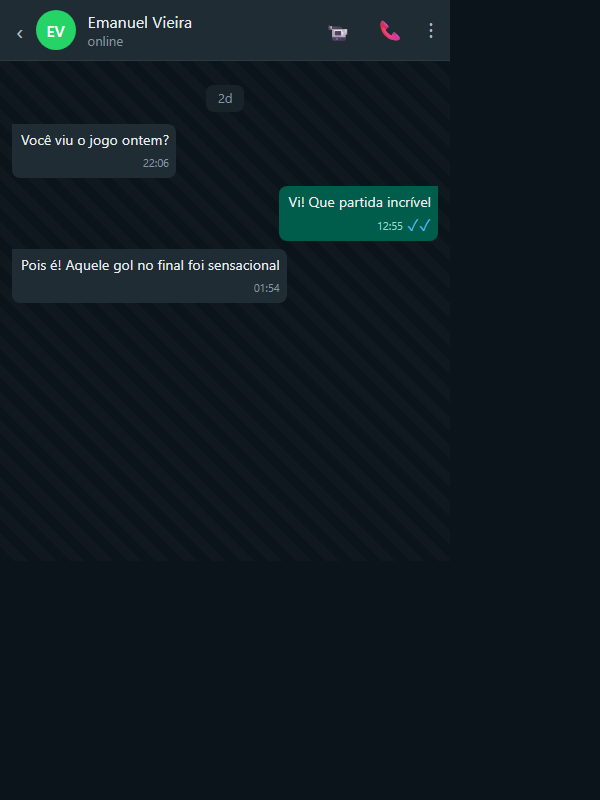 EV
Emanuel Vieira
online
2d
Você viu o jogo ontem?
22:06
Vi! Que partida incrível
12:55 ✓✓
Pois é! Aquele gol no final foi sensacional
01:54